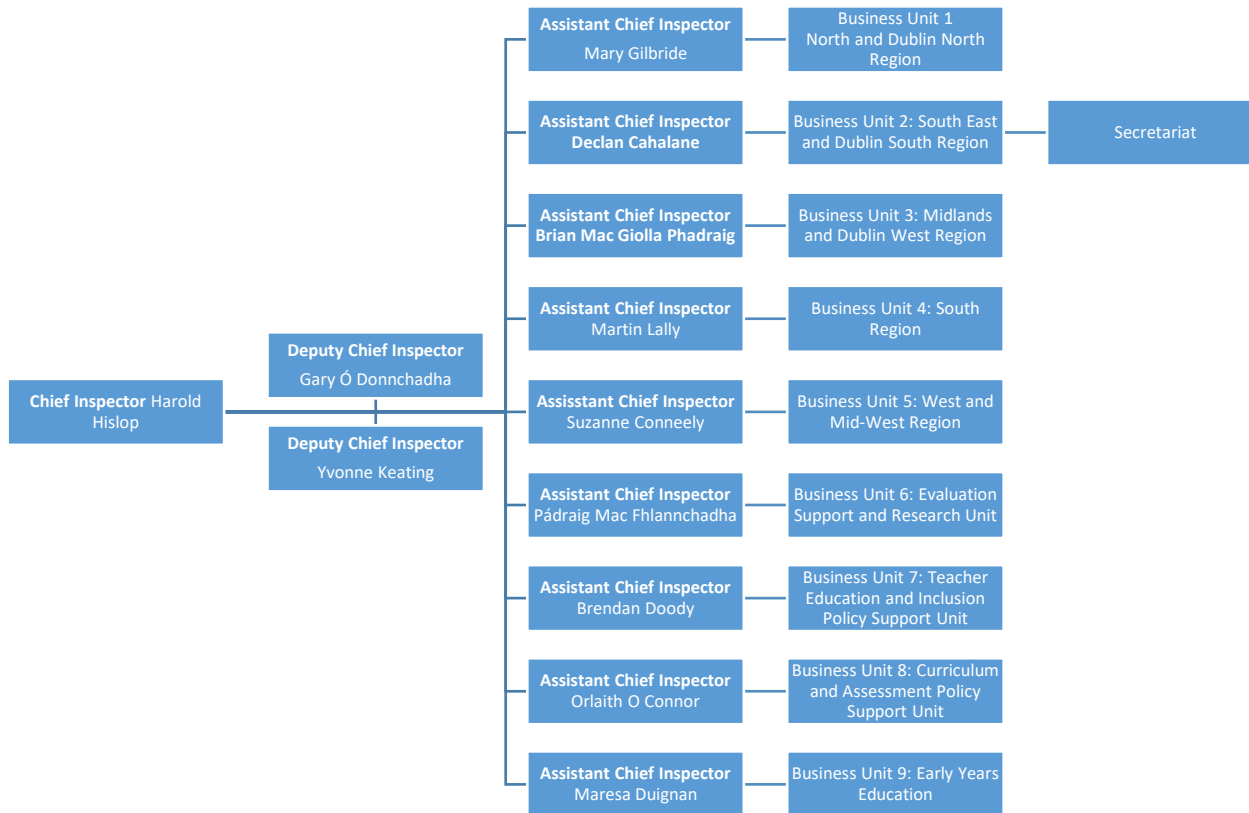 Chief Inspector Harold
Hislop
Deputy Chief Inspector
Gary Ó Donnchadha
Deputy Chief Inspector
Yvonne Keating
Assistant Chief Inspector
Mary Gilbride
Business Unit 1
North and Dublin North
Region
Assistant Chief Inspector
Declan Cahalane
Business Unit 2: South East
and Dublin South Region
Secretariat
Assistant Chief Inspector
Brian Mac Giolla Phadraig
Business Unit 3: Midlands
and Dublin West Region
Assistant Chief Inspector
Martin Lally
Business Unit 4: South
Region
Assisstant Chief Inspector
Suzanne Conneely
Business Unit 5: West and
Mid-West Region
Assistant Chief Inspector
Pádraig Mac Fhlannchadha
Business Unit 6: Evaluation
Support and Research Unit
Assistant Chief Inspector
Brendan Doody
Business Unit 7: Teacher
Education and Inclusion
Policy Support Unit
Assistant Chief Inspector
Orlaith O Connor
Business Unit 8: Curriculum
and Assessment Policy
Support Unit
Assistant Chief Inspector
Maresa Duignan
Business Unit 9: Early Years
Education